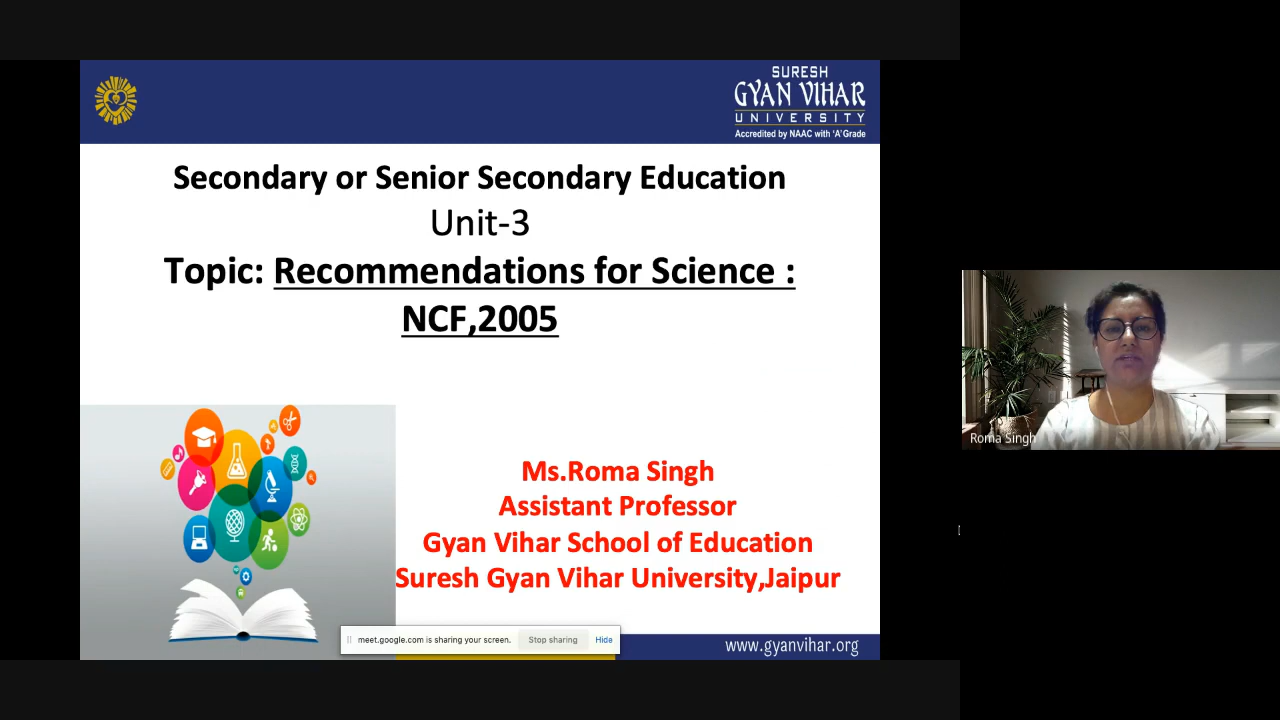 SURESH
GYAN VIHAR
UNIVERSITY
Accredited by NAAC with 'A' Grade
Secondary or Senior Secondary Education
Unit-3
Topic: Recommendations for Science :
NCF,2005
Ms.Roma Singh
Assistant Professor
Gyan Vihar School of Education
Suresh Gyan Vihar University,Jaipur
Roma Singh
meet.google.com is sharing your screen. Stop sharing Hide
www.gyanvihar.org